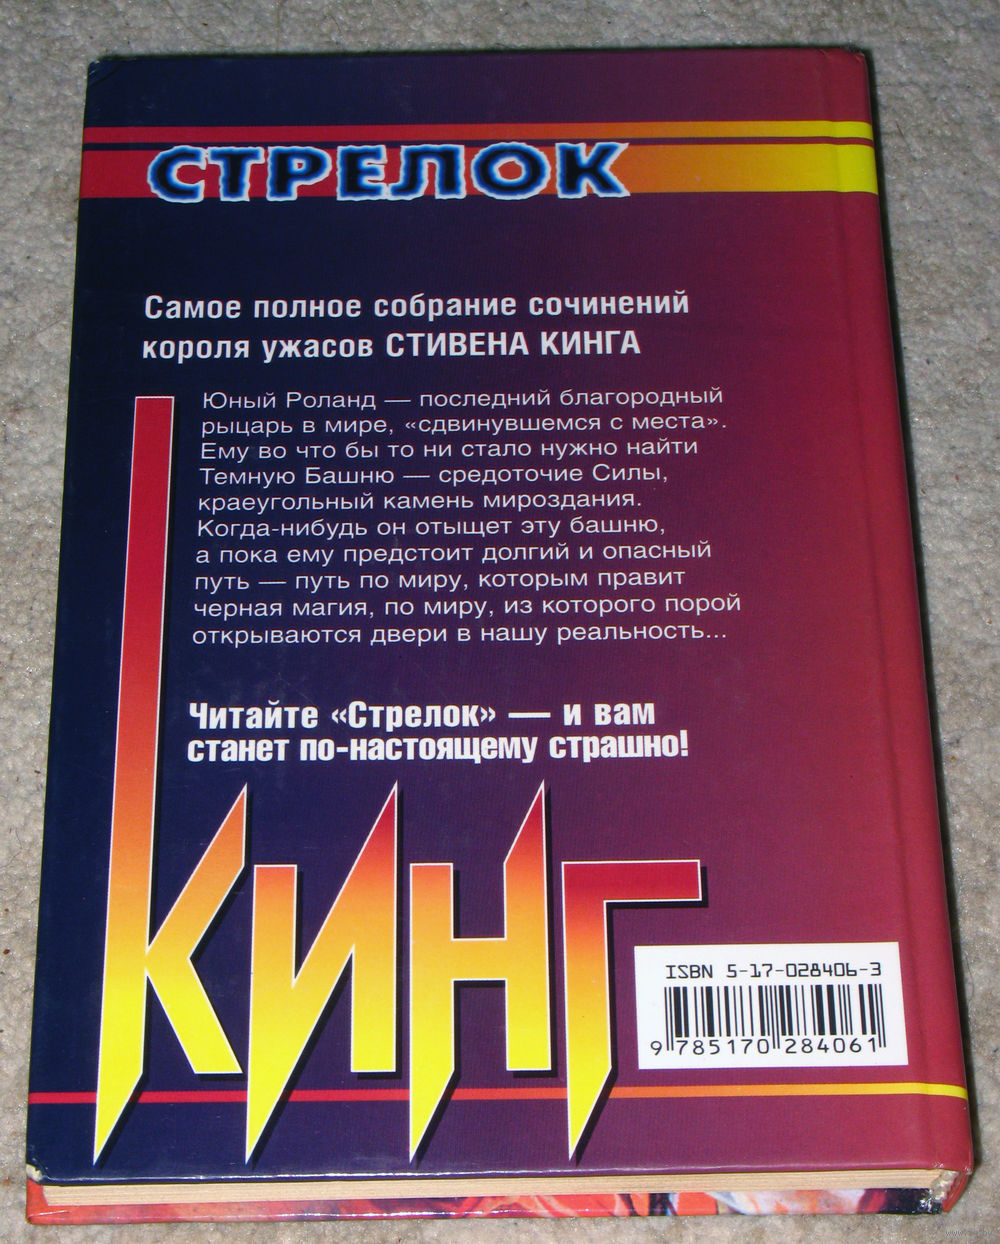 СТРЕЛОК
Самое полное собрание сочинений
короля ужасов СТИВЕНА КИНГА
Юный Роланд — последний благородный
рыцарь в мире, «сдвинувшемся с места».
Ему во что бы то ни стало нужно найти
Темную Башню — средоточие Силы,
краеугольный камень мироздания.
Когда-нибудь он отыщет эту башню,
а пока ему предстоит долгий и опасный
путь — путь по миру, которым правит
черная магия, по миру, из которого порой
открываются двери в нашу реальность...
Читайте «Стрелок» — и вам
станет по-настоящему страшно!
КИНГ
ISBN 5-17-028406-3
9 785170 284061